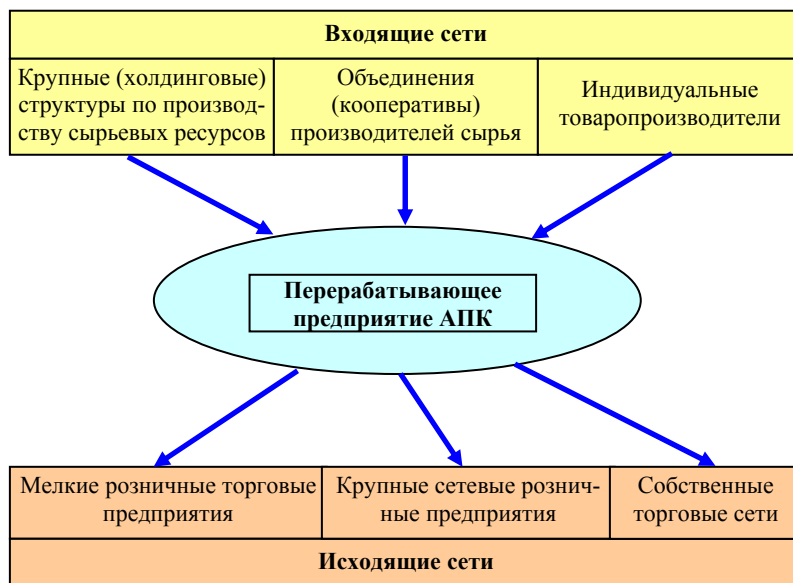 Входящие сети
Крупные (холдинговые)
структуры по производ-
ству сырьевых ресурсов
Объединения
(кооперативы)
производителей сырья
Индивидуальные
товаропроизводители
Перерабатывающее
предприятие АПК
Мелкие розничные торговые
предприятия
Крупные сетевые рознич-
ные предприятия
Собственные
торговые сети
Исходящие сети